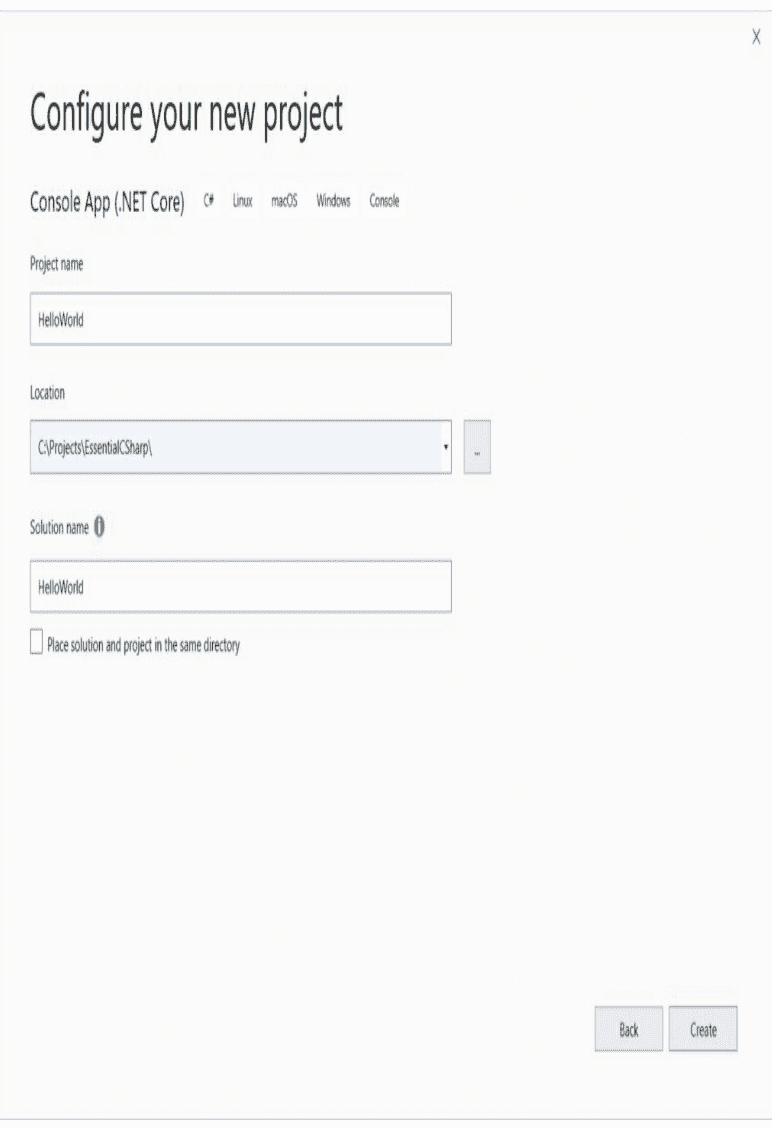 X
Configure your new project
Console App (.NET Core) C# Linux macOS Windows Console
Project name
HelloWorld
Location
C:\Projects\EssentialCSharp\
...
Solution name
HelloWorld
Place solution and project in the same directory
Back Create